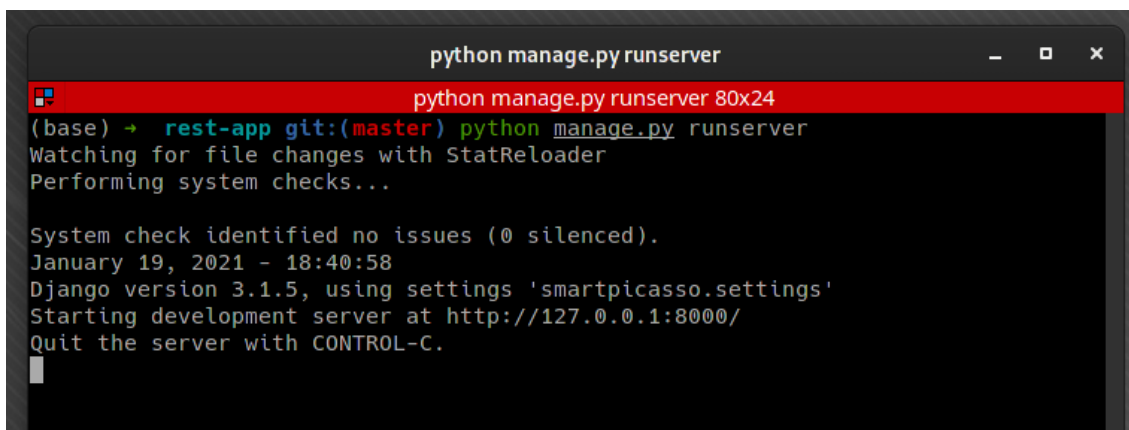 python manage.py runserver
python manage.py runserver 80x24
(base) → rest-app git:(master) python manage.py runserver
Watching for file changes with StatReloader
Performing system checks...
System check identified no issues (0 silenced).
January 19, 2021 - 18:40:58
Django version 3.1.5, using settings 'smartpicasso.settings'
Starting development server at http://127.0.0.1:8000/
Quit the server with CONTROL-C.